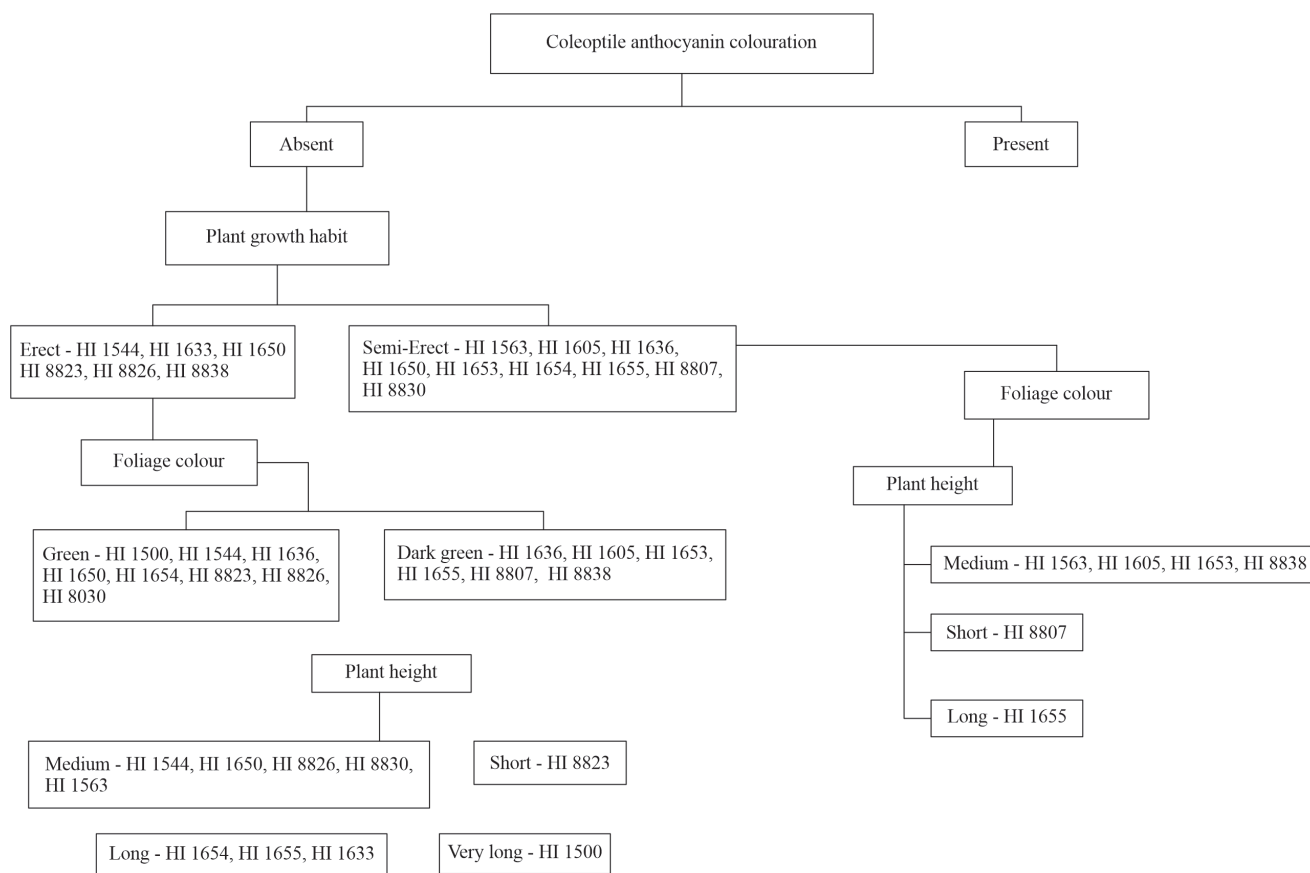 Coleoptile anthocyanin colouration
Absent
Present
Plant growth habit
Erect - HI 1544, HI 1633, HI 1650
HI 8823, HI 8826, HI 8838
Semi-Erect - HI 1563, HI 1605, HI 1636,
HI 1650, HI 1653, HI 1654, HI 1655, HI 8807,
HI 8830
Foliage colour
Foliage colour
Plant height
Green - HI 1500, HI 1544, HI 1636,
HI 1650, HI 1654, HI 8823, HI 8826,
HI 8030
Dark green - HI 1636, HI 1605, HI 1653,
HI 1655, HI 8807, HI 8838
Medium - HI 1563, HI 1605, HI 1653, HI 8838
Short - HI 8807
Long - HI 1655
Plant height
Medium - HI 1544, HI 1650, HI 8826, HI 8830,
HI 1563
Short - HI 8823
Long - HI 1654, HI 1655, HI 1633
Very long - HI 1500